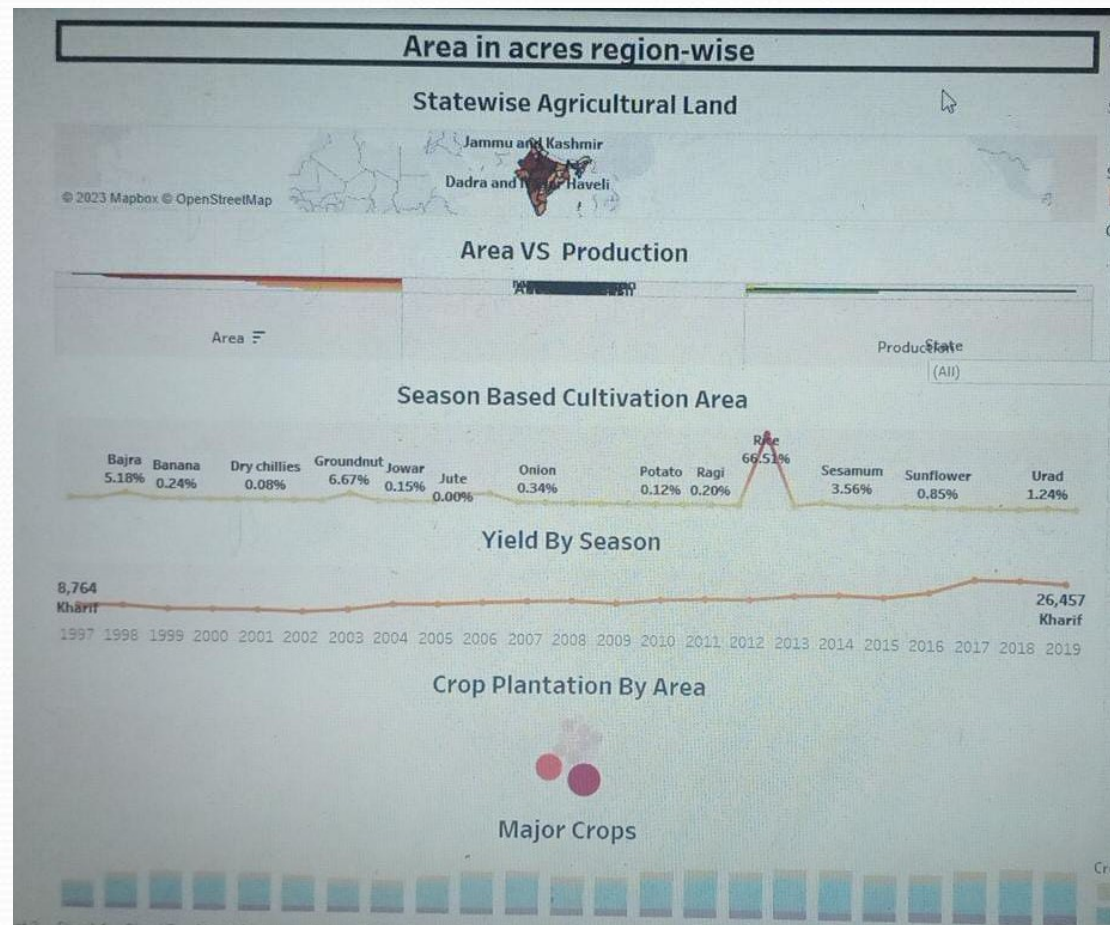 Area in acres region-wise
Statewise Agricultural Land
Jammu and Kashmir
Dadra and Haveli
© 2023 Mapbox © OpenStreetMap
Area VS Production
Area
Production
State
(All)
Season Based Cultivation Area
Bajra Banana Dry chillies Groundnut Jowar Jute Onion Potato Ragi Rice Sesamum Sunflower Urad
5.18% 0.24% 0.08% 6.67% 0.15% 0.00% 0.34% 0.12% 0.20% 66.51% 3.56% 0.85% 1.24%
Yield By Season
8,764
Kharif
26,457
Kharif
1997 1998 1999 2000 2001 2002 2003 2004 2005 2006 2007 2008 2009 2010 2011 2012 2013 2014 2015 2016 2017 2018 2019
Crop Plantation By Area
Major Crops